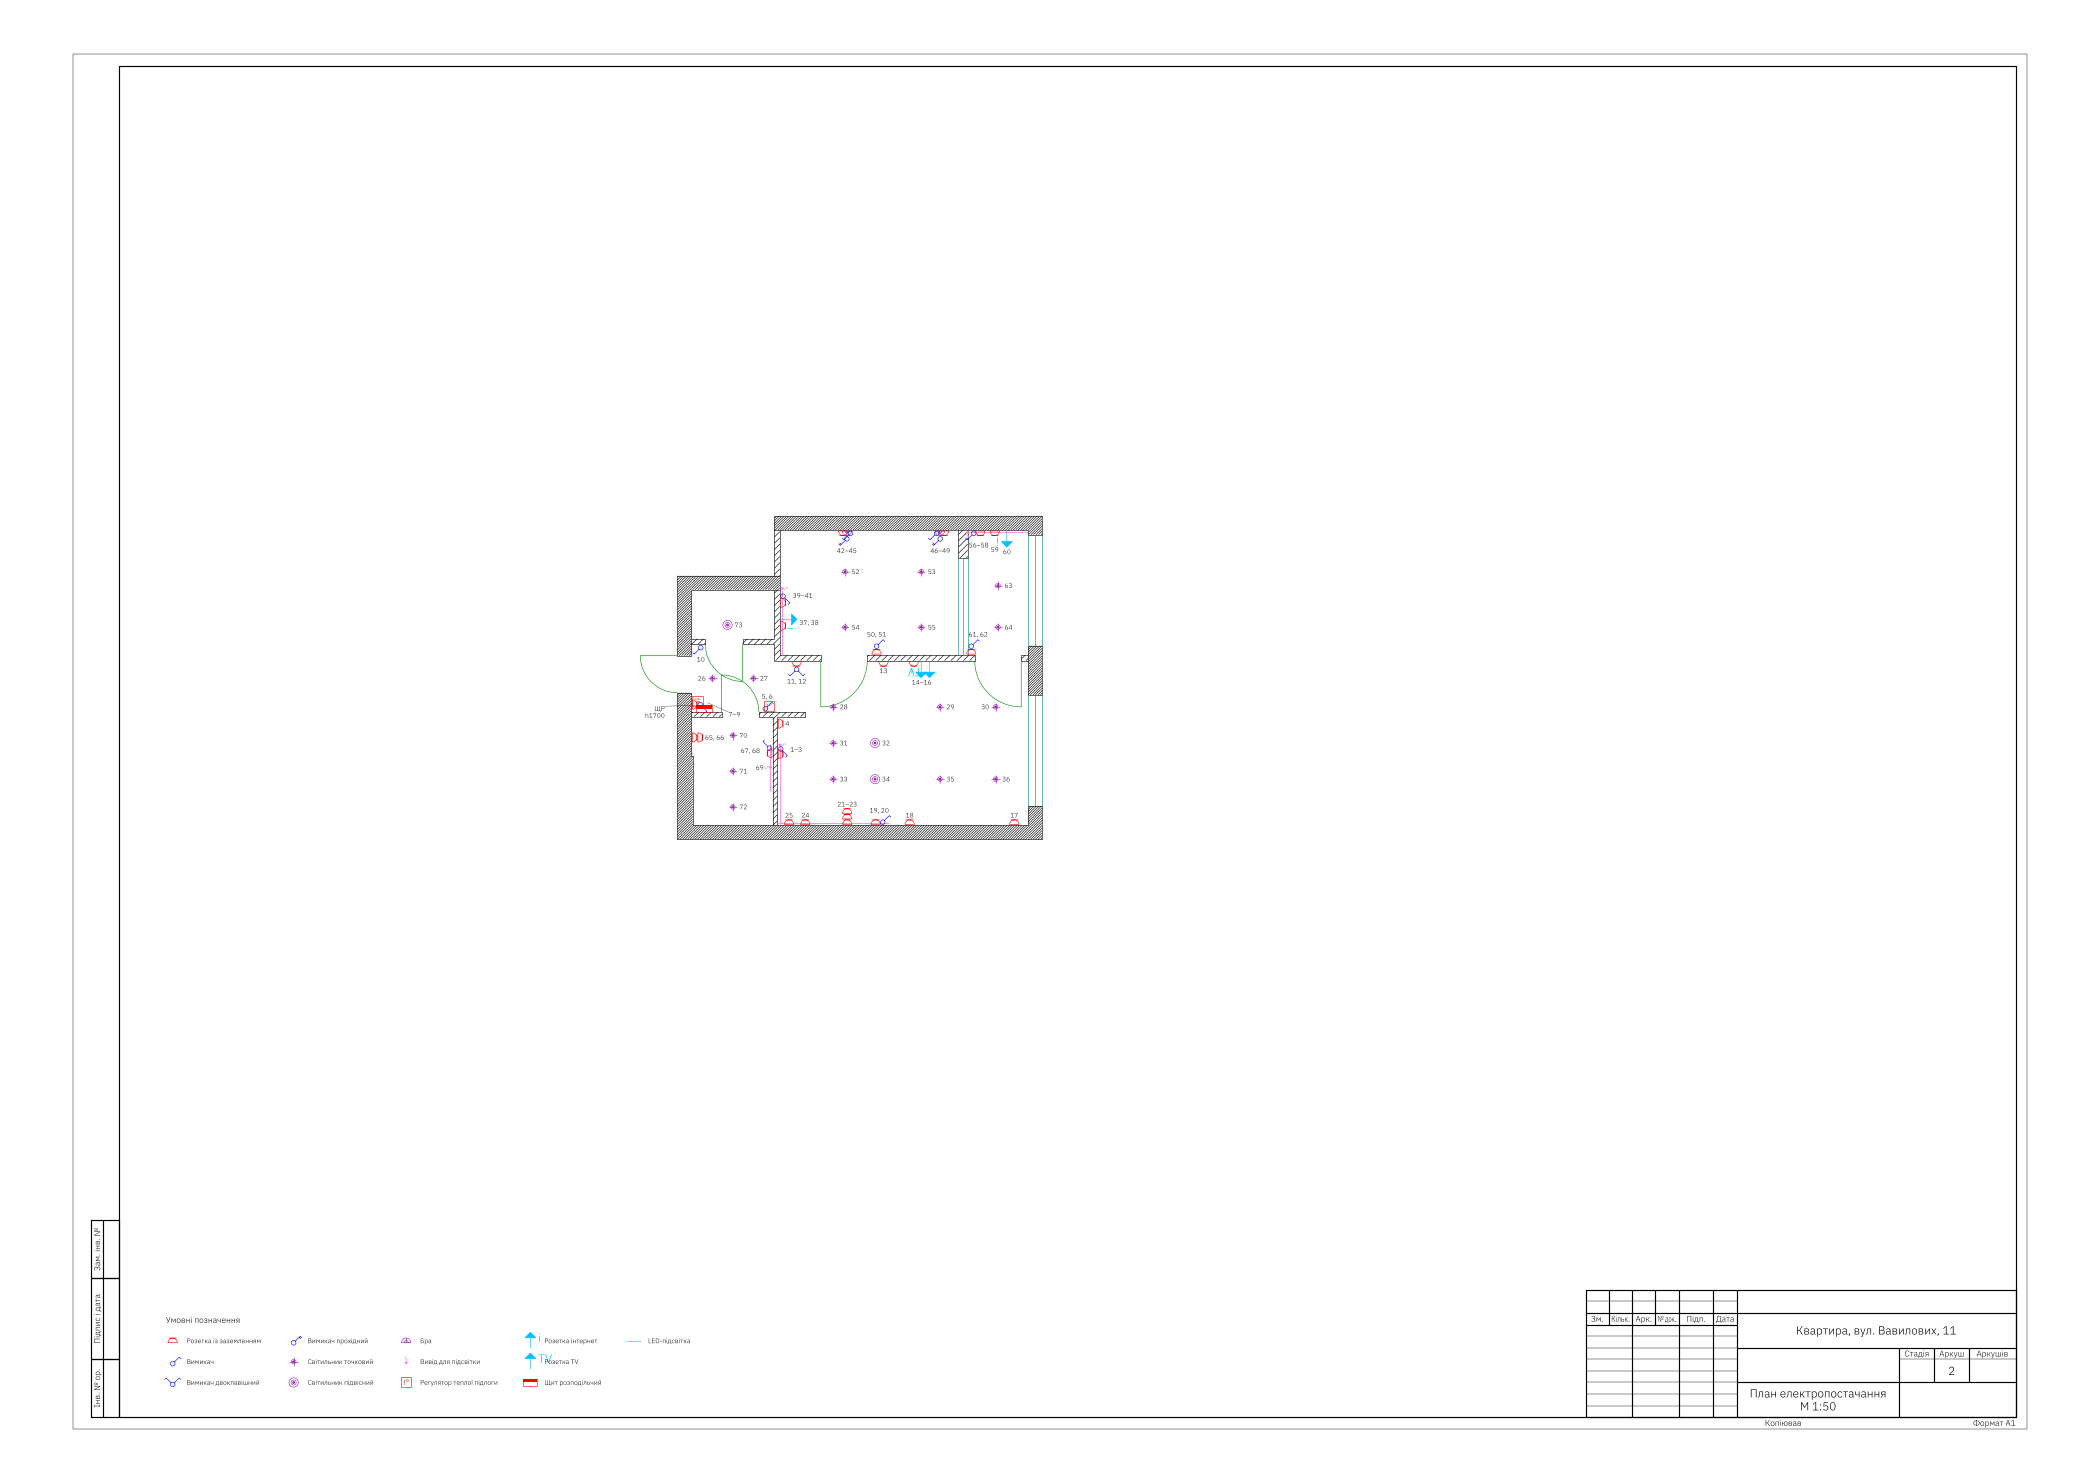 42–45
46–49
56–58
59
60
52
53
63
39–41
37, 38
73
54
55
64
50, 51
61, 62
10
13
11, 12
14–16
26
27
5, 6
ЩР
h1700
7–9
28
29
30
4
65, 66
70
67, 68
1–3
31
32
69
71
33
34
35
36
72
21–23
19, 20
25
24
18
17
Зам. інв. №
Підпис і дата
Інв. № ор.
Умовні позначення
Розетка із заземленням
Вимикач
Вимикач двоклавішний
Вимикач прохідний
Світильник точковий
Світильник підвісний
Бра
Вивід для підсвітки
t⁰ Регулятор теплої підлоги
i Розетка інтернет
TV Розетка TV
Щит розподільчий
LED-підсвітка
Зм. Кільк. Арк. № док. Підп. Дата
Квартира, вул. Вавилових, 11
Стадія Аркуш Аркушів
2
План електропостачання
М 1:50
Копіював
Формат А1